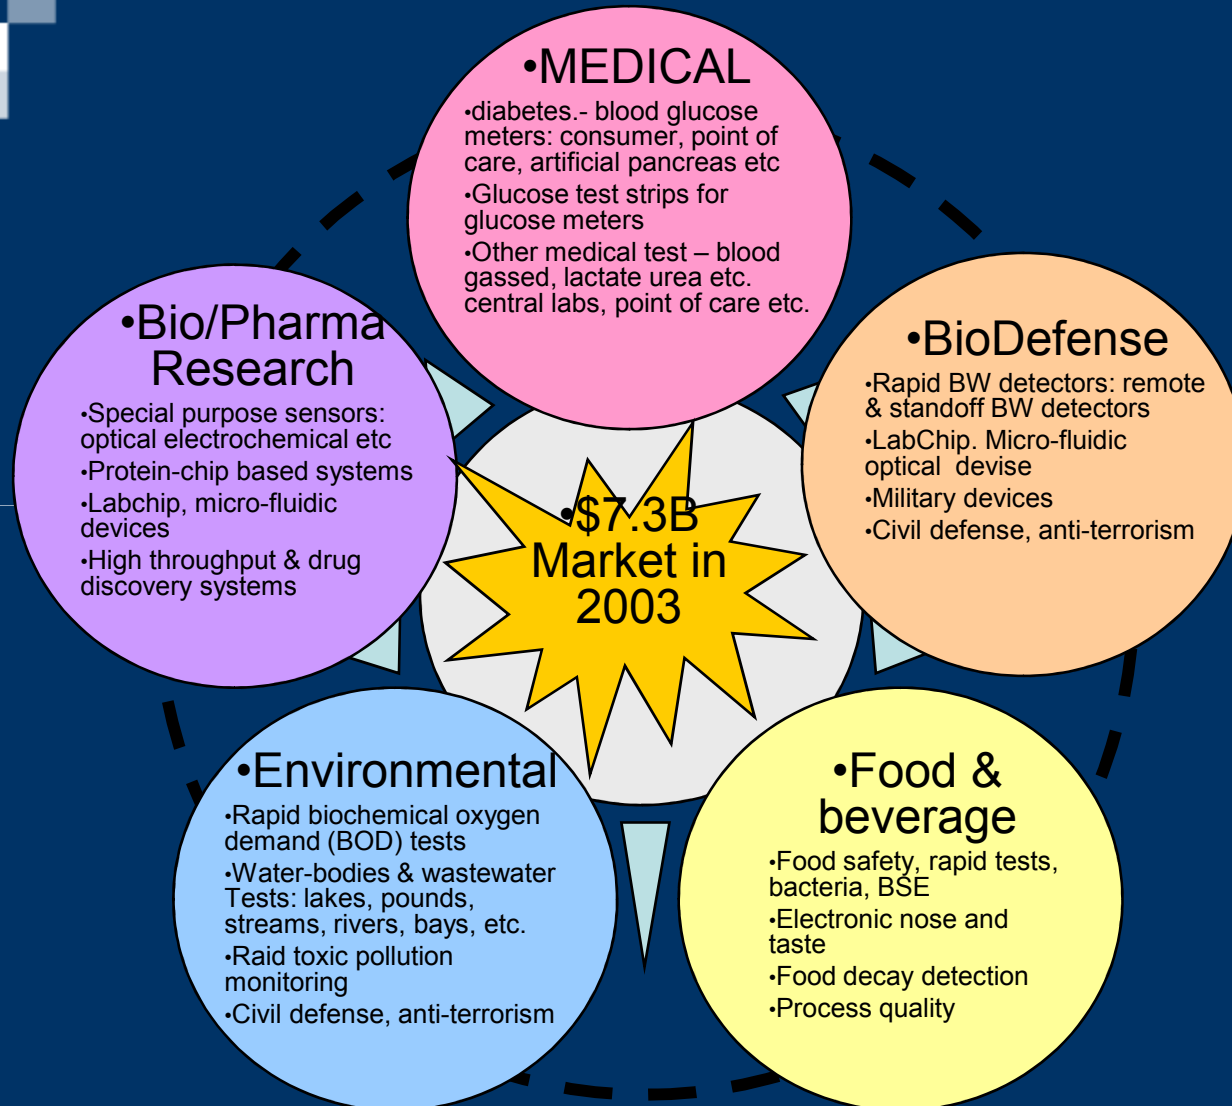 •MEDICAL
•diabetes.- blood glucose
meters: consumer, point of
care, artificial pancreas etc
•Glucose test strips for
glucose meters
•Other medical test – blood
gassed, lactate urea etc.
central labs, point of care etc.
•Bio/Pharma
Research
•Special purpose sensors:
optical electrochemical etc
•Protein-chip based systems
•Labchip, micro-fluidic
devices
•High throughput & drug
discovery systems
•BioDefense
•Rapid BW detectors: remote
& standoff BW detectors
•LabChip. Micro-fluidic
optical  devise
•Military devices
•Civil defense, anti-terrorism
•$7.3B
Market in
2003
•Environmental
•Rapid biochemical oxygen
demand (BOD) tests
•Water-bodies & wastewater
Tests: lakes, pounds,
streams, rivers, bays, etc.
•Raid toxic pollution
monitoring
•Civil defense, anti-terrorism
•Food &
beverage
•Food safety, rapid tests,
bacteria, BSE
•Electronic nose and
taste
•Food decay detection
•Process quality